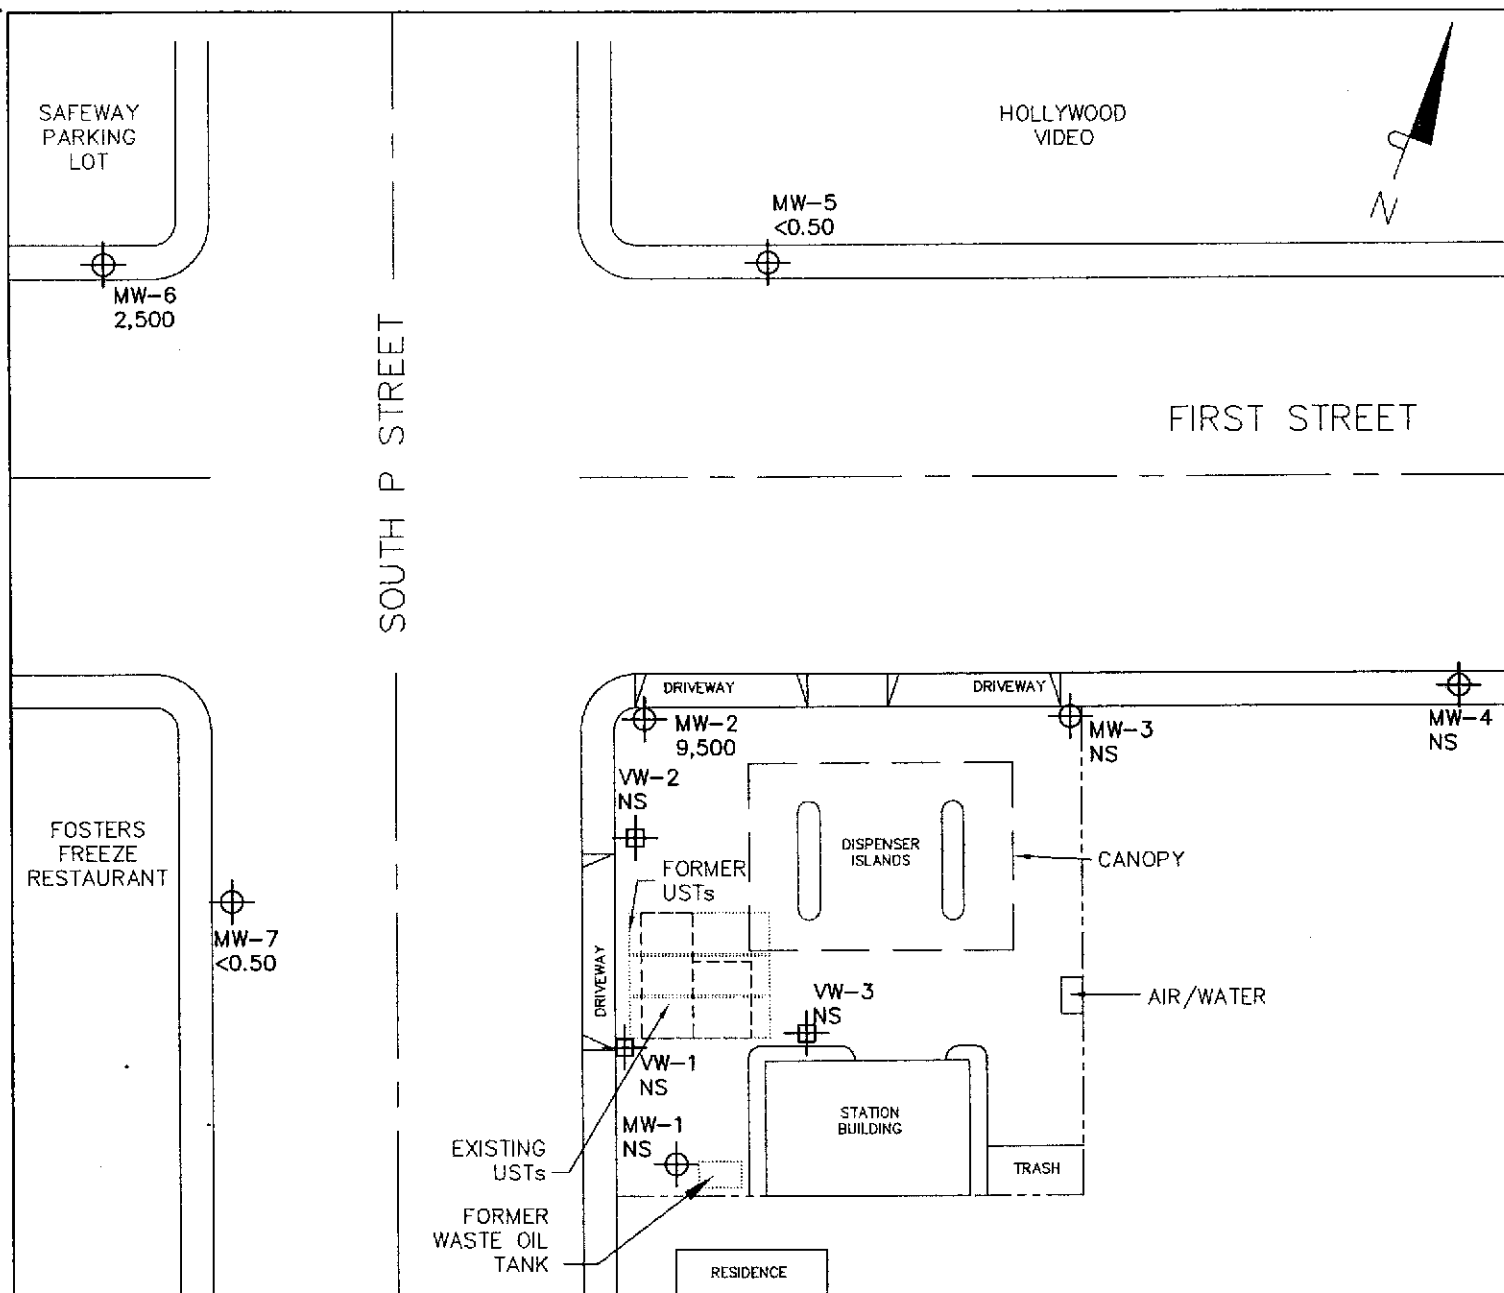 SAFEWAY
PARKING
LOT
HOLLYWOOD
VIDEO
N
MW-5
<0.50
MW-6
2,500
SOUTH P STREET
FIRST STREET
DRIVEWAY
DRIVEWAY
MW-2
9,500
MW-3
NS
MW-4
NS
VW-2
NS
FOSTERS
FREEZE
RESTAURANT
FORMER
USTs
DISPENSER
ISLANDS
CANOPY
MW-7
<0.50
DRIVEWAY
VW-3
NS
AIR/WATER
VW-1
NS
MW-1
NS
STATION
BUILDING
EXISTING
USTs
TRASH
FORMER
WASTE OIL
TANK
RESIDENCE